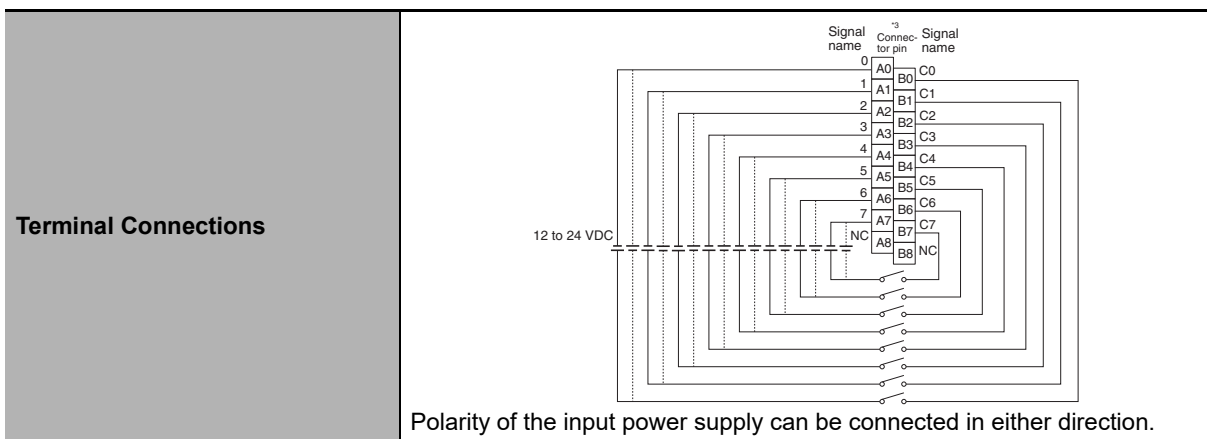 Terminal Connections
Signal name
*3
Connec-
tor pin
Signal name
0 A0
B0 C0
1 A1
B1 C1
2 A2
B2 C2
3 A3
B3 C3
4 A4
B4 C4
5 A5
B5 C5
6 A6
B6 C6
7 A7
B7 C7
NC A8
B8 NC
12 to 24 VDC
Polarity of the input power supply can be connected in either direction.